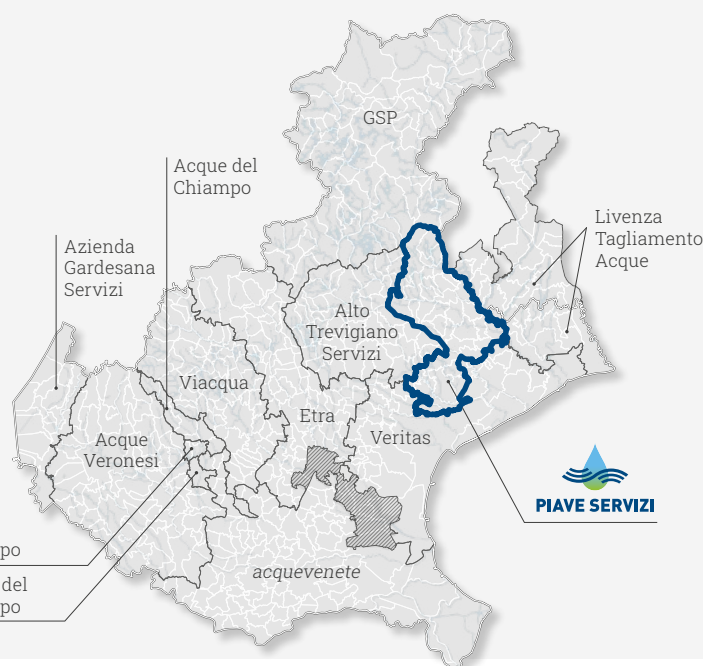 GSP
Acque del
Chiampo
Livenza
Tagliamento
Acque
Azienda
Gardesana
Servizi
Alto
Trevigiano
Servizi
Viacqua
Etra
Veritas
Acque
Veronesi
PIAVE SERVIZI
po
acquevenete
del
po